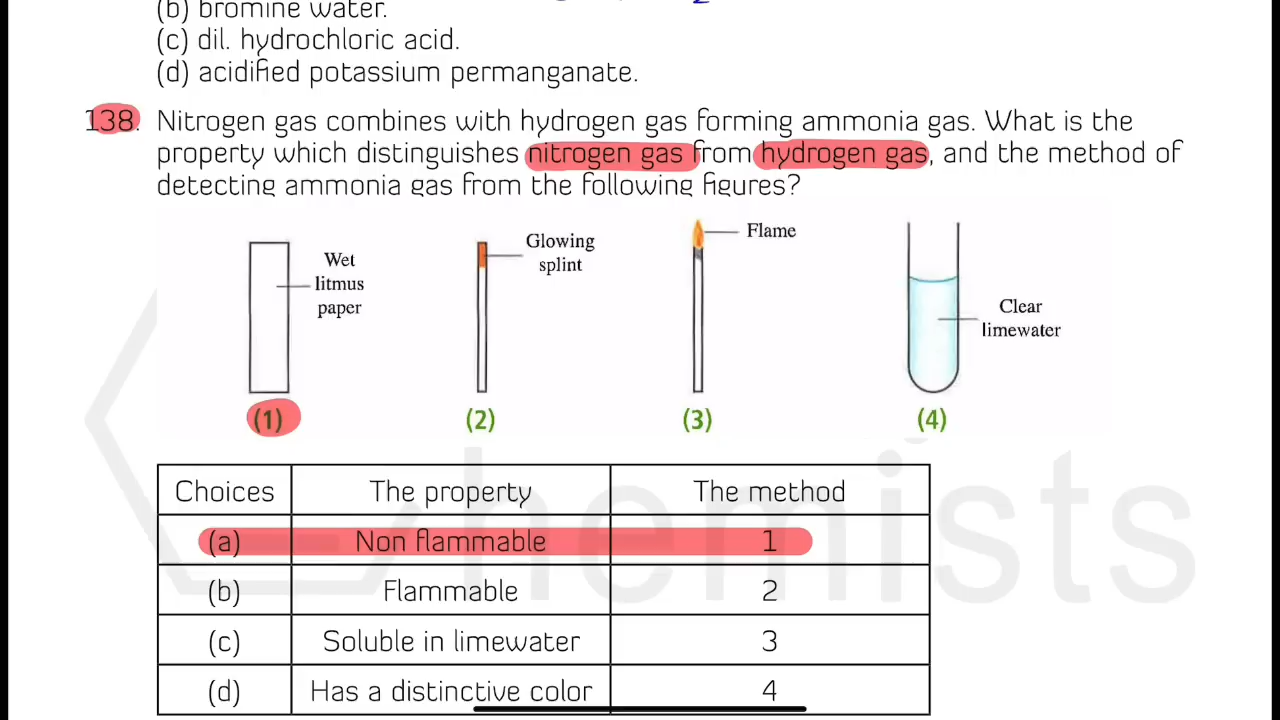 (b) bromine water.
(c) dil. hydrochloric acid.
(d) acidified potassium permanganate.
138. Nitrogen gas combines with hydrogen gas forming ammonia gas. What is the
property which distinguishes nitrogen gas from hydrogen gas, and the method of
detecting ammonia gas from the following figures?
Wet
litmus
paper
Glowing
splint
Flame
Clear
limewater
(1) (2) (3) (4)
Choices The property The method
(a) Non flammable 1
(b) Flammable 2
(c) Soluble in limewater 3
(d) Has a distinctive color 4
hemists